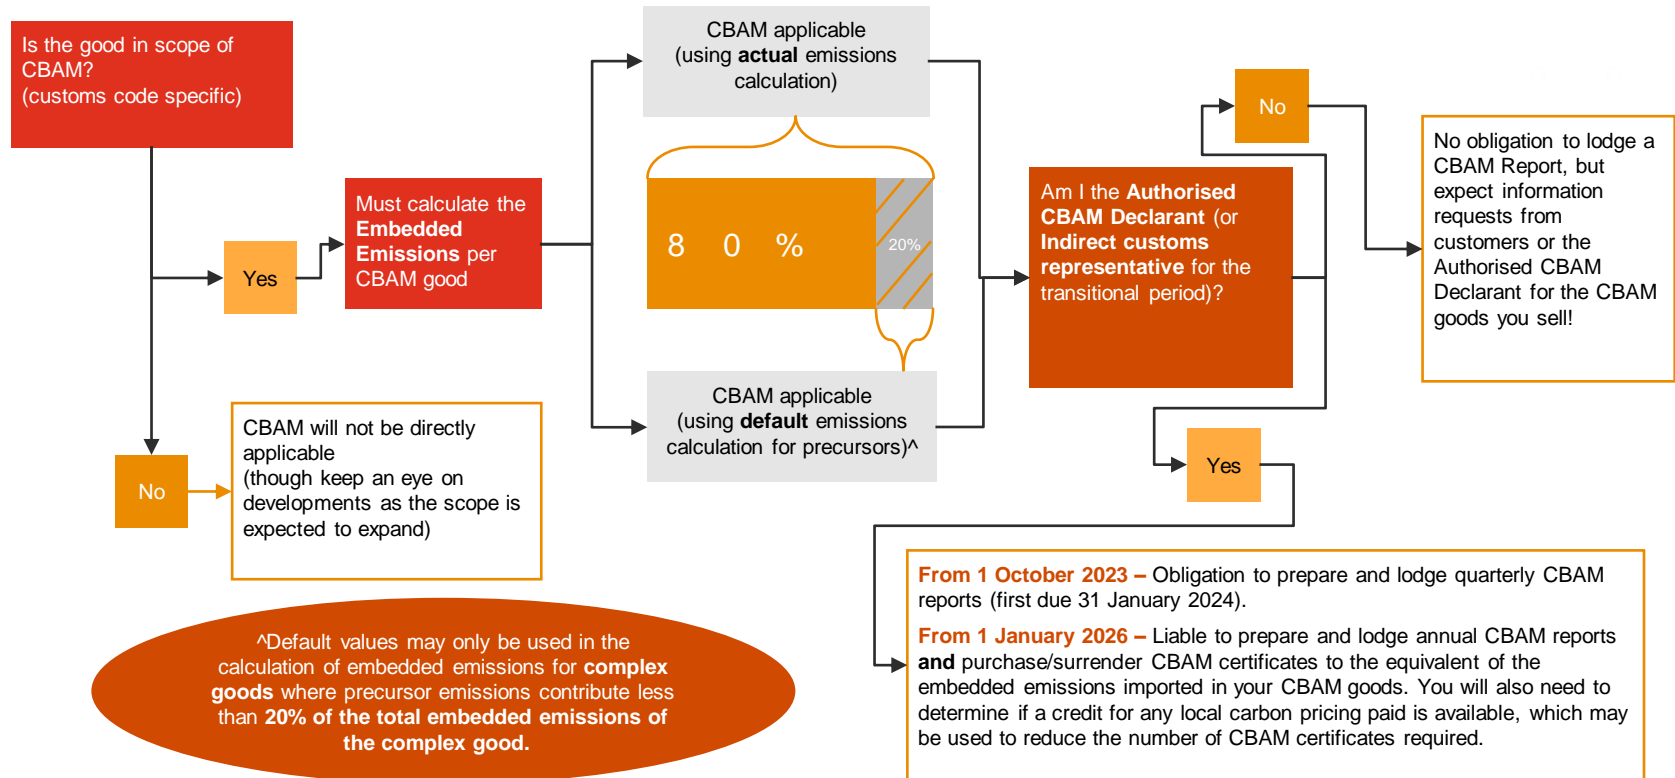 Is the good in scope of
CBAM?
(customs code specific)
Yes
No
CBAM will not be directly
applicable
(though keep an eye on
developments as the scope is
expected to expand)
Must calculate the
Embedded
Emissions per
CBAM good
CBAM applicable
(using actual emissions
calculation)
8 0 %
20%
CBAM applicable
(using default emissions
calculation for precursors)^
^Default values may only be used in the
calculation of embedded emissions for complex
goods where precursor emissions contribute less
than 20% of the total embedded emissions of
the complex good.
Am I the Authorised
CBAM Declarant (or
Indirect customs
representative for the
transitional period)?
No
No obligation to lodge a
CBAM Report, but
expect information
requests from
customers or the
Authorised CBAM
Declarant for the CBAM
goods you sell!
Yes
From 1 October 2023 – Obligation to prepare and lodge quarterly CBAM
reports (first due 31 January 2024).
From 1 January 2026 – Liable to prepare and lodge annual CBAM reports
and purchase/surrender CBAM certificates to the equivalent of the
embedded emissions imported in your CBAM goods. You will also need to
determine if a credit for any local carbon pricing paid is available, which may
be used to reduce the number of CBAM certificates required.